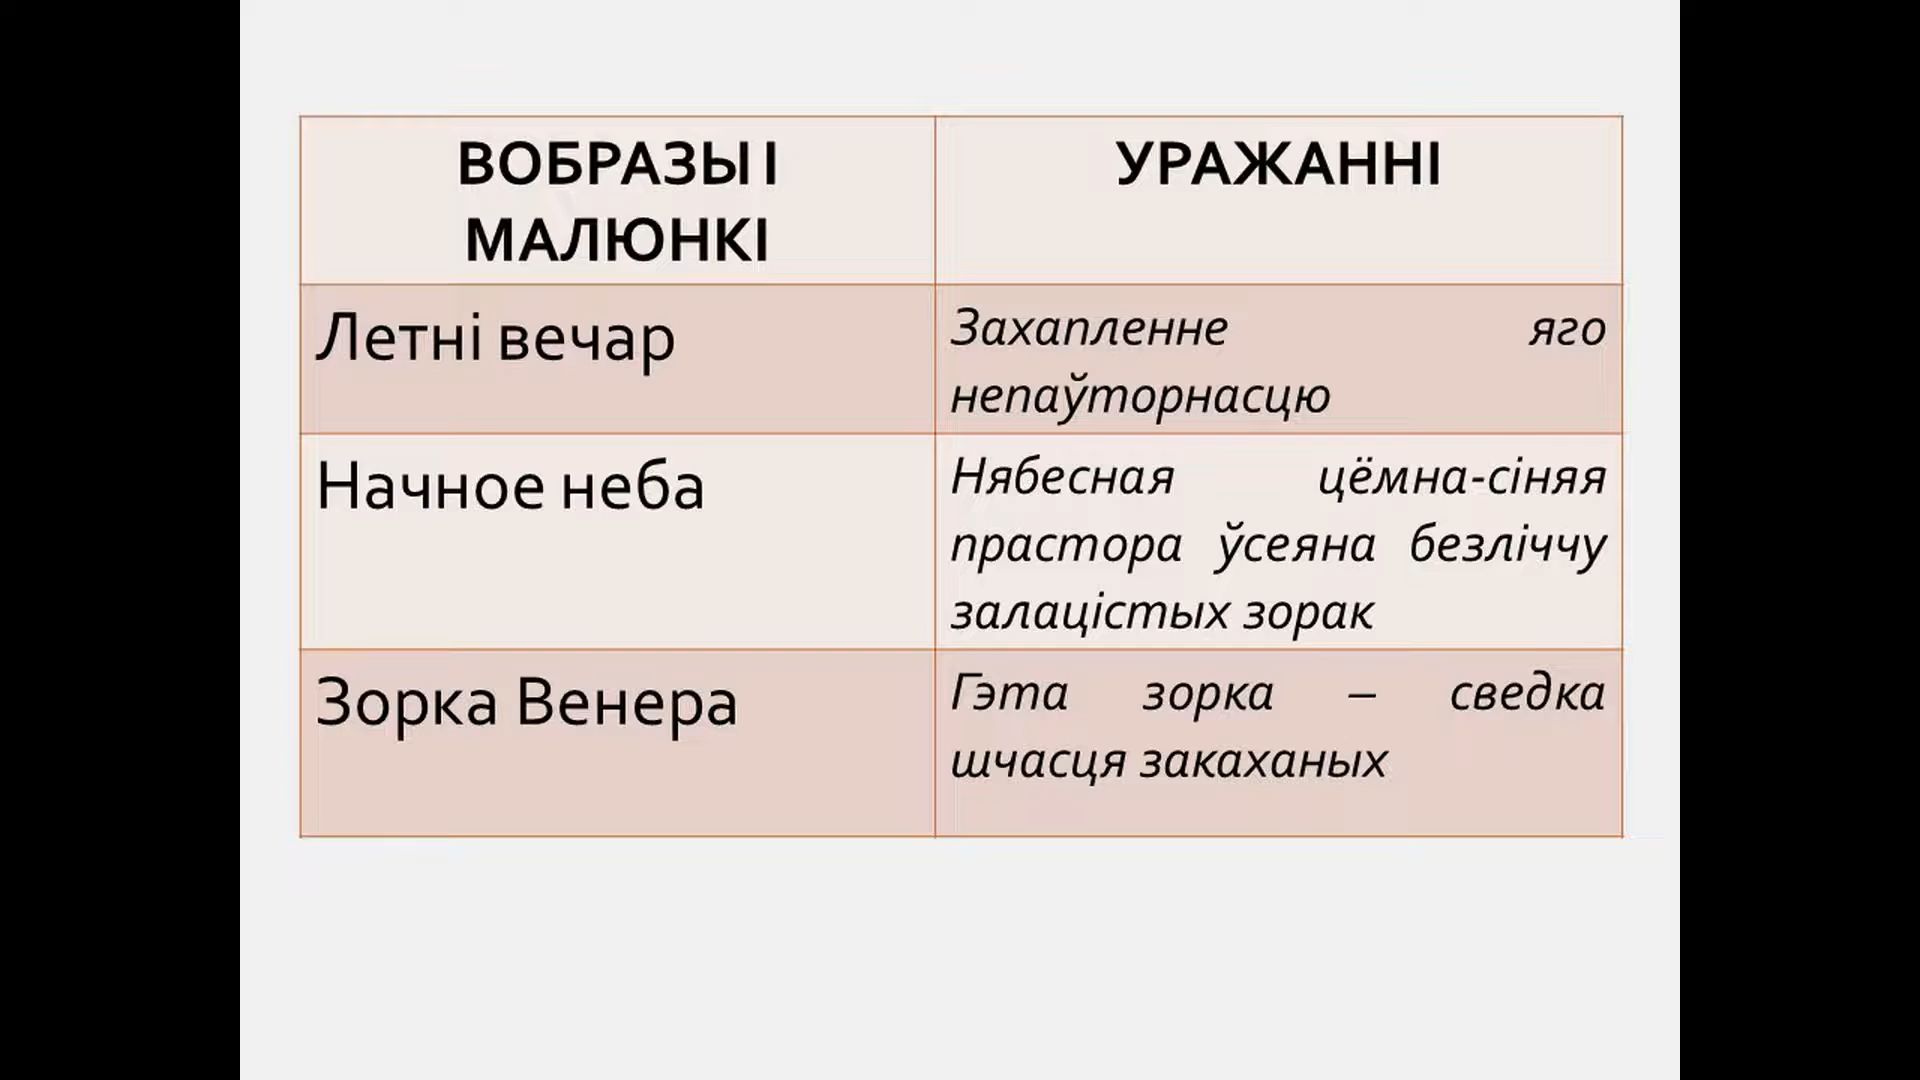 ВОБРАЗЫ І
МАЛЮНКІ
УРАЖАННІ
Летні вечар
Захапленне яго
непаўторнасцю
Начное неба
Нябесная цёмна-сіняя
прастора ўсеяна безліччу
залацістых зорак
Зорка Венера
Гэта зорка – сведка
шчасця закаханых